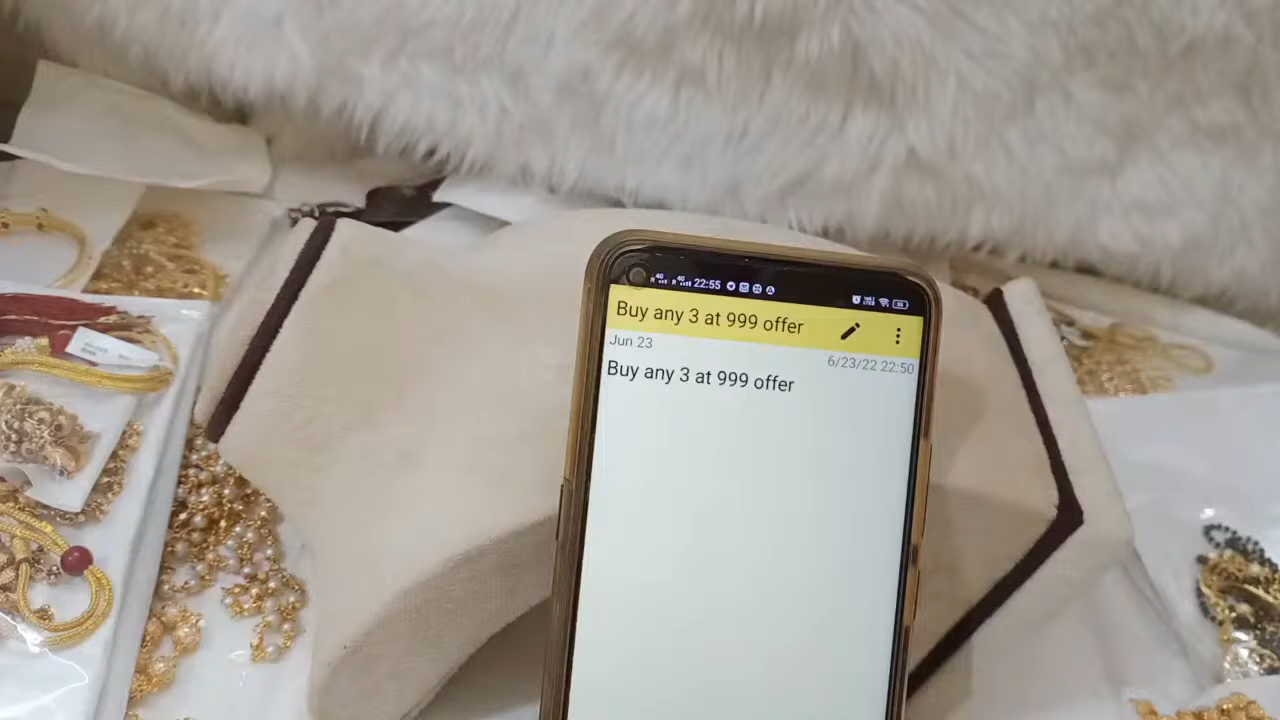 22:55
Buy any 3 at 999 offer
Jun 23
6/23/22 22:50
Buy any 3 at 999 offer